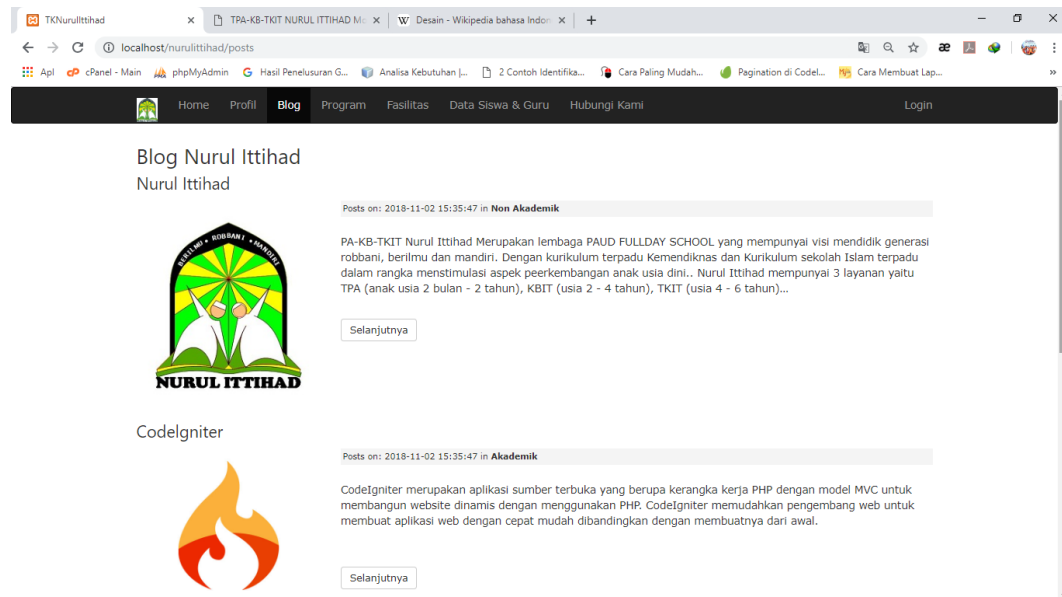 TKNurulIttihad
TPA-KB-TKIT NURUL ITTIHAD Ma
Desain - Wikipedia bahasa Indon
localhost/nurulittihad/posts
Apl cPanel - Main phpMyAdmin Hasil Penelusuran G... Analisa Kebutuhan |... 2 Contoh Identifika... Cara Paling Mudah... Pagination di CodeI... Cara Membuat Lap...
Home Profil Blog Program Fasilitas Data Siswa & Guru Hubungi Kami Login
Blog Nurul Ittihad
Nurul Ittihad
BERILMU • ROBBANI • MANDIRI
NURUL ITTIHAD
Posts on: 2018-11-02 15:35:47 in Non Akademik
PA-KB-TKIT Nurul Ittihad Merupakan lembaga PAUD FULLDAY SCHOOL yang mempunyai visi mendidik generasi
robbani, berilmu dan mandiri. Dengan kurikulum terpadu Kemendiknas dan Kurikulum sekolah Islam terpadu
dalam rangka menstimulasi aspek peerkembangan anak usia dini.. Nurul Ittihad mempunyai 3 layanan yaitu
TPA (anak usia 2 bulan - 2 tahun), KBIT (usia 2 - 4 tahun), TKIT (usia 4 - 6 tahun)...
Selanjutnya
CodeIgniter
Posts on: 2018-11-02 15:35:47 in Akademik
CodeIgniter merupakan aplikasi sumber terbuka yang berupa kerangka kerja PHP dengan model MVC untuk
membangun website dinamis dengan menggunakan PHP. CodeIgniter memudahkan pengembang web untuk
membuat aplikasi web dengan cepat mudah dibandingkan dengan membuatnya dari awal.
Selanjutnya